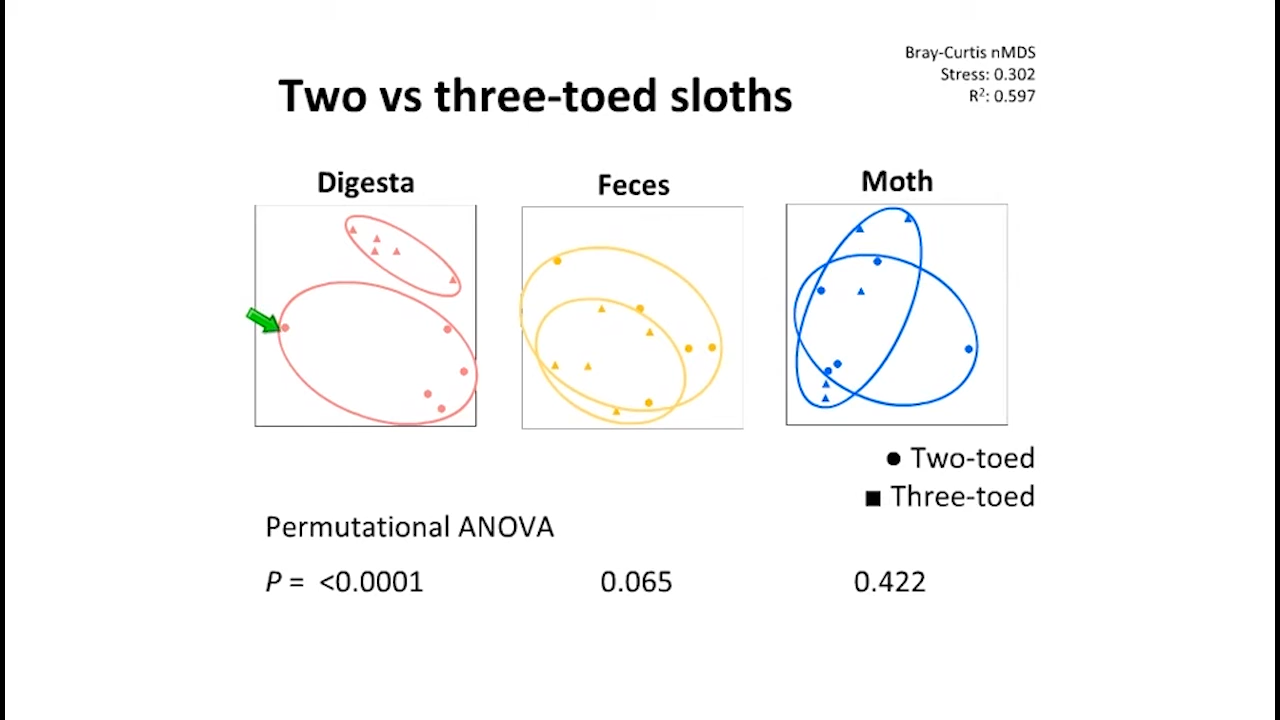 Bray-Curtis nMDS
Stress: 0.302
R²: 0.597
Two vs three-toed sloths
Digesta
Feces
Moth
Two-toed
Three-toed
Permutational ANOVA
P = <0.0001 0.065 0.422